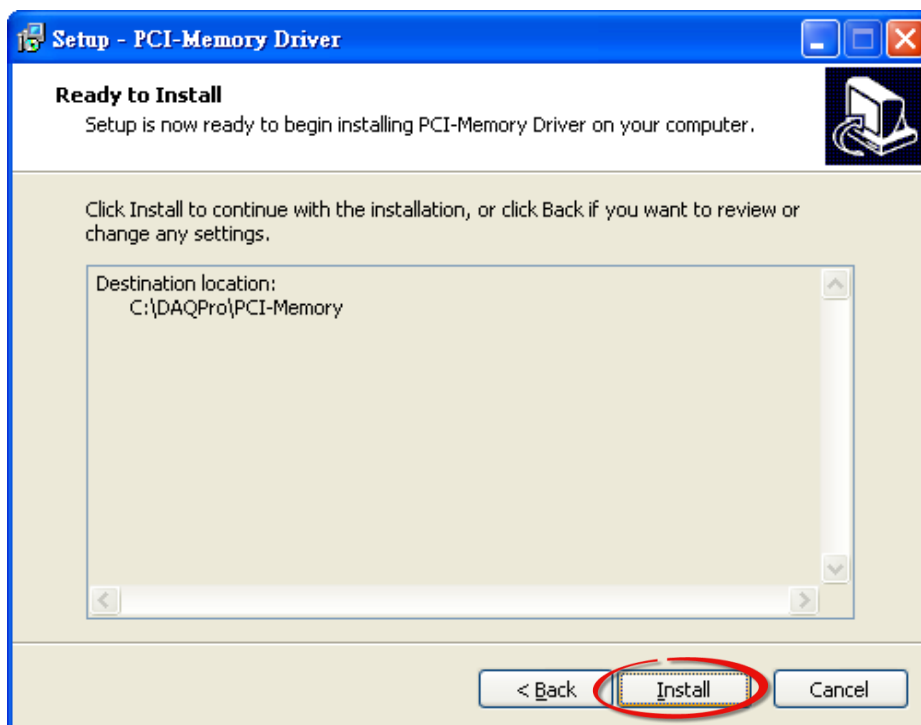 Setup - PCI-Memory Driver
Ready to Install
Setup is now ready to begin installing PCI-Memory Driver on your computer.
Click Install to continue with the installation, or click Back if you want to review or
change any settings.
Destination location:
C:\DAQPro\PCI-Memory
< Back Install Cancel